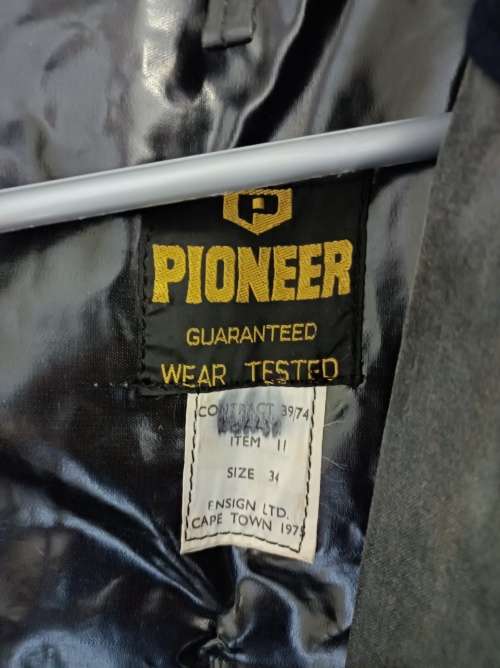 P
PIONEER
GUARANTEED
WEAR TESTED
CONTRACT 39/74
ITEM 11
SIZE 34
ENSIGN LTD.
CAPE TOWN 1975